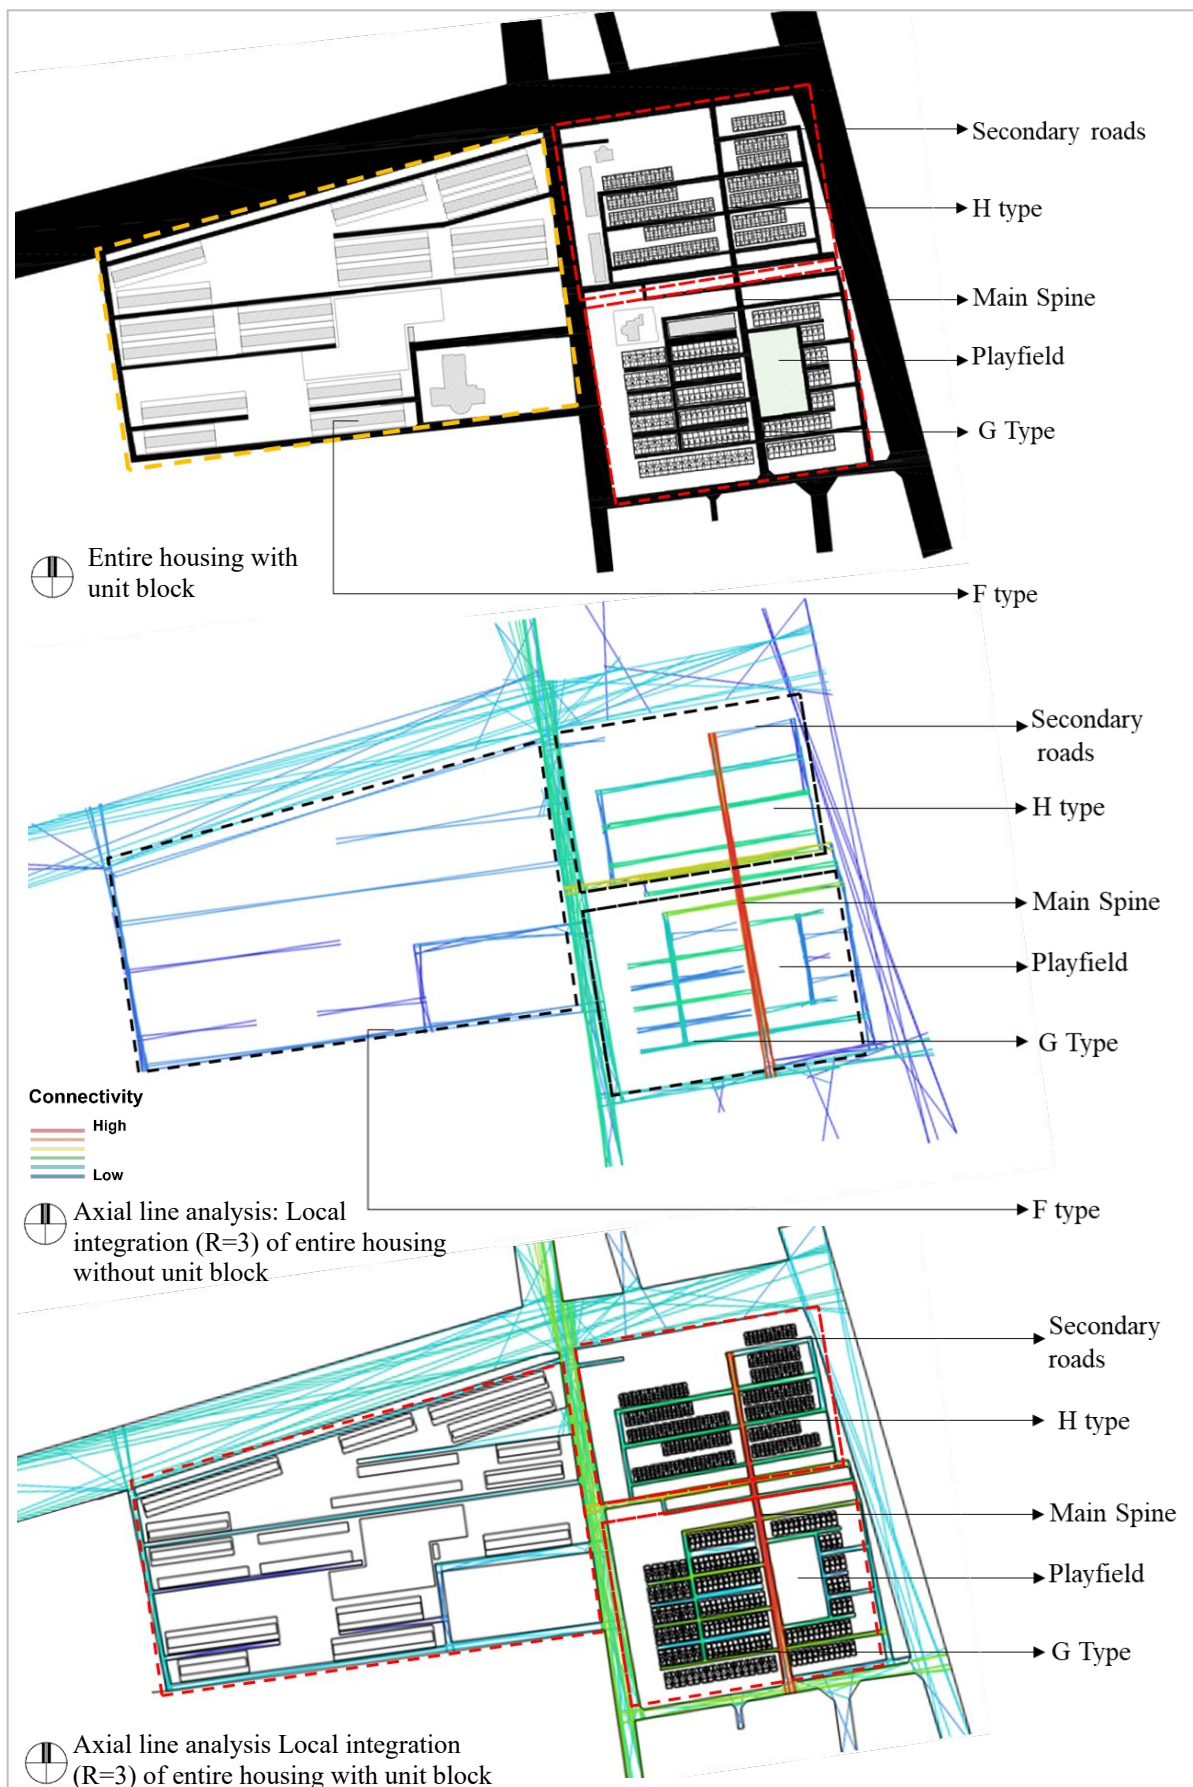 Secondary roads
H type
Main Spine
Playfield
G Type
Entire housing with
unit block
F type
Secondary
roads
H type
Main Spine
Playfield
G Type
Connectivity
High
Low
Axial line analysis: Local
integration (R=3) of entire housing
without unit block
F type
Secondary
roads
H type
Main Spine
Playfield
G Type
Axial line analysis Local integration
(R=3) of entire housing with unit block